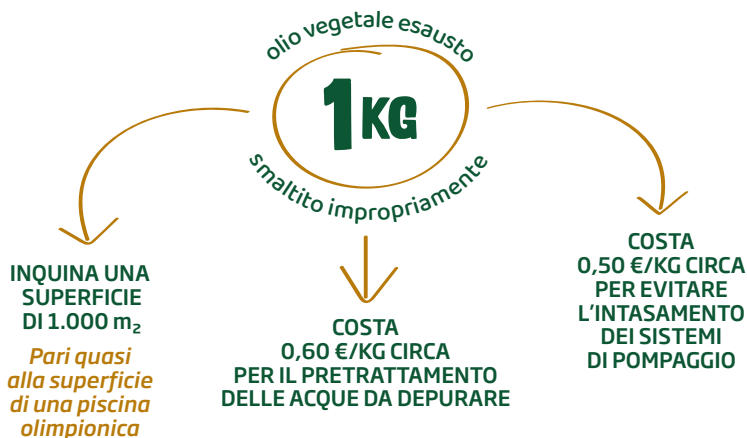 olio vegetale esausto
1 KG
smaltito impropriamente
INQUINA UNA
SUPERFICIE
DI 1.000 m₂
Pari quasi
alla superficie
di una piscina
olimpionica
COSTA
0,60 €/KG CIRCA
PER IL PRETRATTAMENTO
DELLE ACQUE DA DEPURARE
COSTA
0,50 €/KG CIRCA
PER EVITARE
L'INTASAMENTO
DEI SISTEMI
DI POMPAGGIO